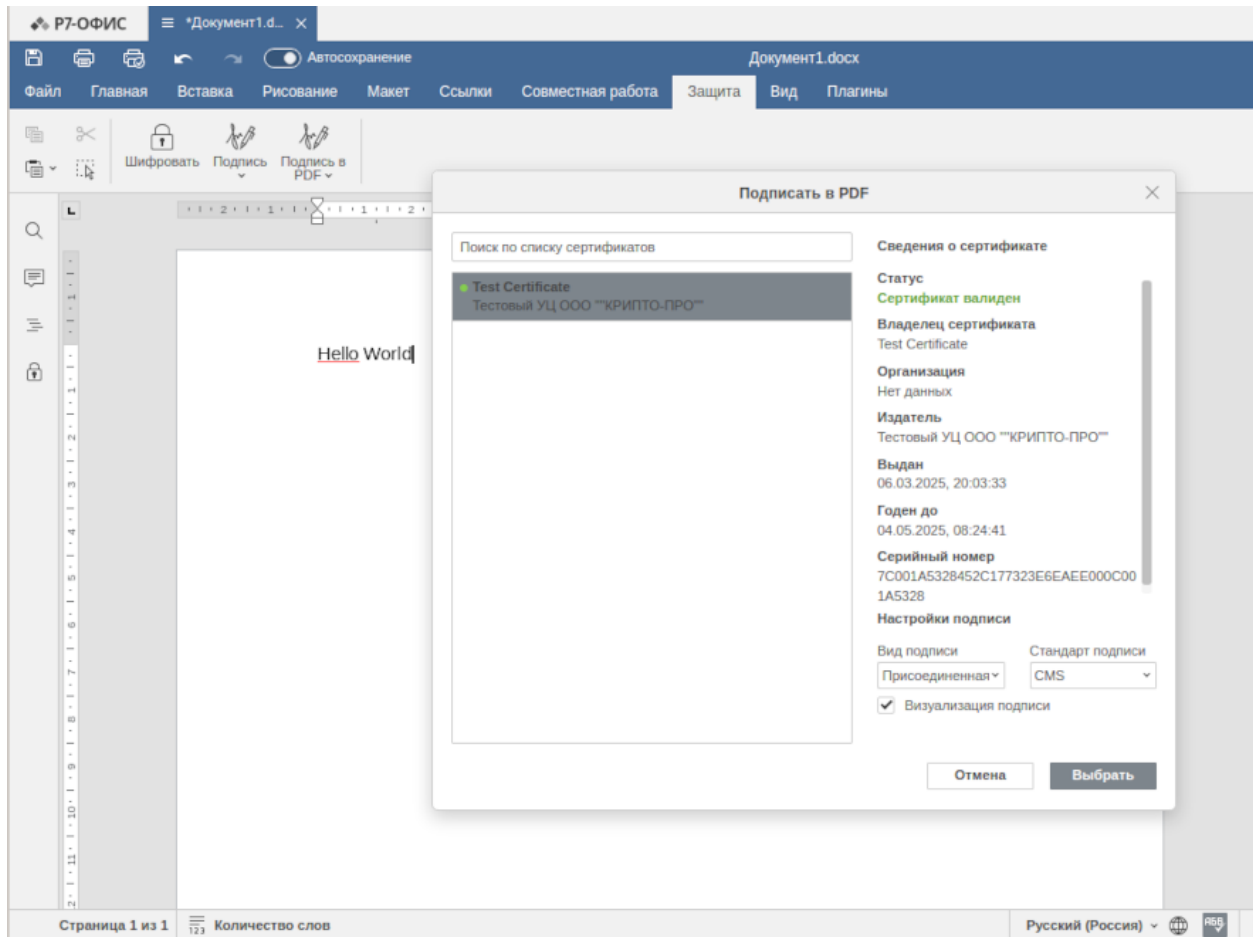 Р7-ОФИС
*Документ1.d...
Автосохранение
Документ1.docx
Файл Главная Вставка Рисование Макет Ссылки Совместная работа Защита Вид Плагины
Шифровать Подпись Подпись в PDF
Подписать в PDF
Поиск по списку сертификатов
Test Certificate
Тестовый УЦ ООО ""КРИПТО-ПРО""
Hello World
Сведения о сертификате
Статус
Сертификат валиден
Владелец сертификата
Test Certificate
Организация
Нет данных
Издатель
Тестовый УЦ ООО ""КРИПТО-ПРО""
Выдан
06.03.2025, 20:03:33
Годен до
04.05.2025, 08:24:41
Серийный номер
7C001A5328452C177323E6EAEE000C00
1A5328
Настройки подписи
Вид подписи Стандарт подписи
Присоединенная CMS
Визуализация подписи
Отмена Выбрать
Страница 1 из 1 Количество слов Русский (Россия)